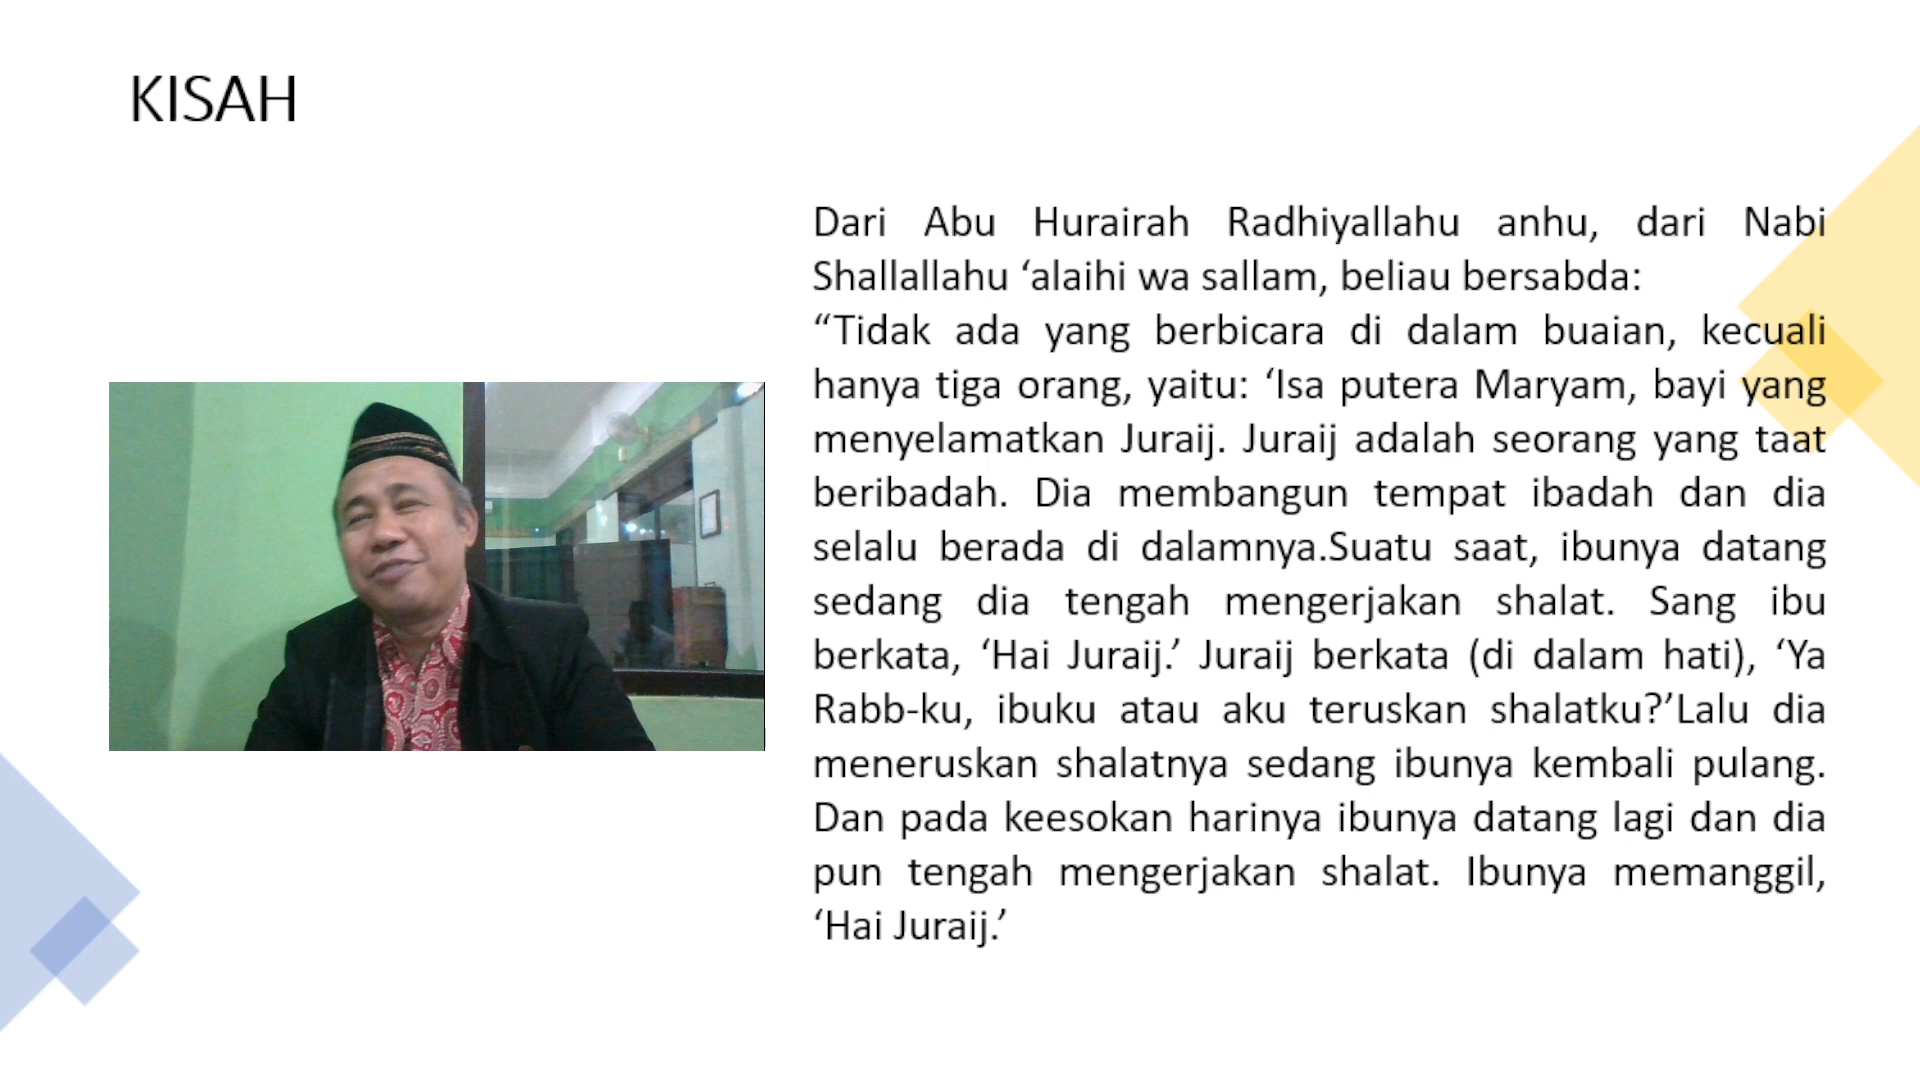 KISAH
Dari Abu Hurairah Radhiyallahu anhu, dari Nabi
Shallallahu ‘alaihi wa sallam, beliau bersabda:
“Tidak ada yang berbicara di dalam buaian, kecuali
hanya tiga orang, yaitu: ‘Isa putera Maryam, bayi yang
menyelamatkan Juraij. Juraij adalah seorang yang taat
beribadah. Dia membangun tempat ibadah dan dia
selalu berada di dalamnya.Suatu saat, ibunya datang
sedang dia tengah mengerjakan shalat. Sang ibu
berkata, ‘Hai Juraij.’ Juraij berkata (di dalam hati), ‘Ya
Rabb-ku, ibuku atau aku teruskan shalatku?’Lalu dia
meneruskan shalatnya sedang ibunya kembali pulang.
Dan pada keesokan harinya ibunya datang lagi dan dia
pun tengah mengerjakan shalat. Ibunya memanggil,
‘Hai Juraij.’